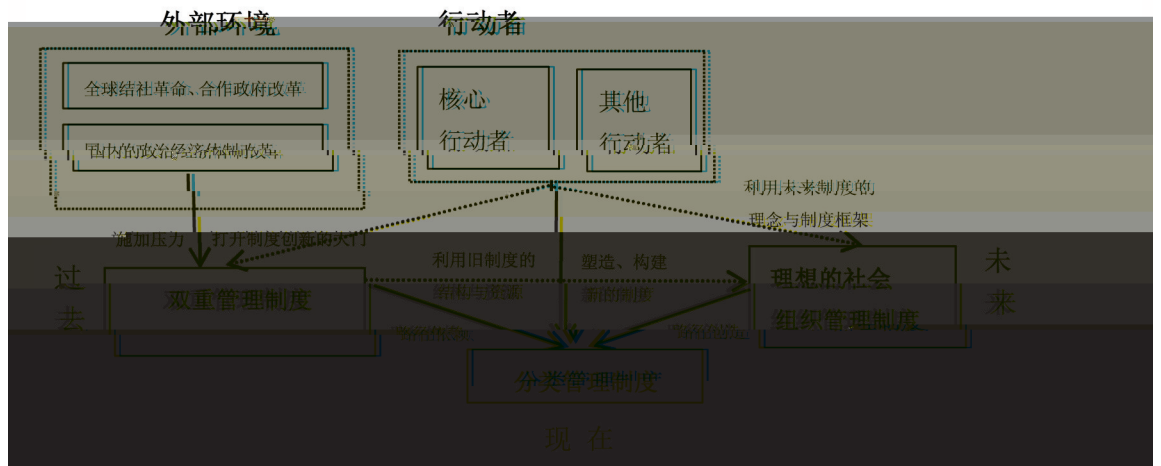 外部环境
行动者
全球结社革命、合作政府改革
国内的政治经济体制改革
核心
行动者
其他
行动者
利用未来制度的
理念与制度框架
施加压力
打开制度创新的大门
过
去
双重管理制度
利用旧制度的
塑造、构建
新的制度
理想的社会
组织管理制度
未
来
分类管理制度
现 在